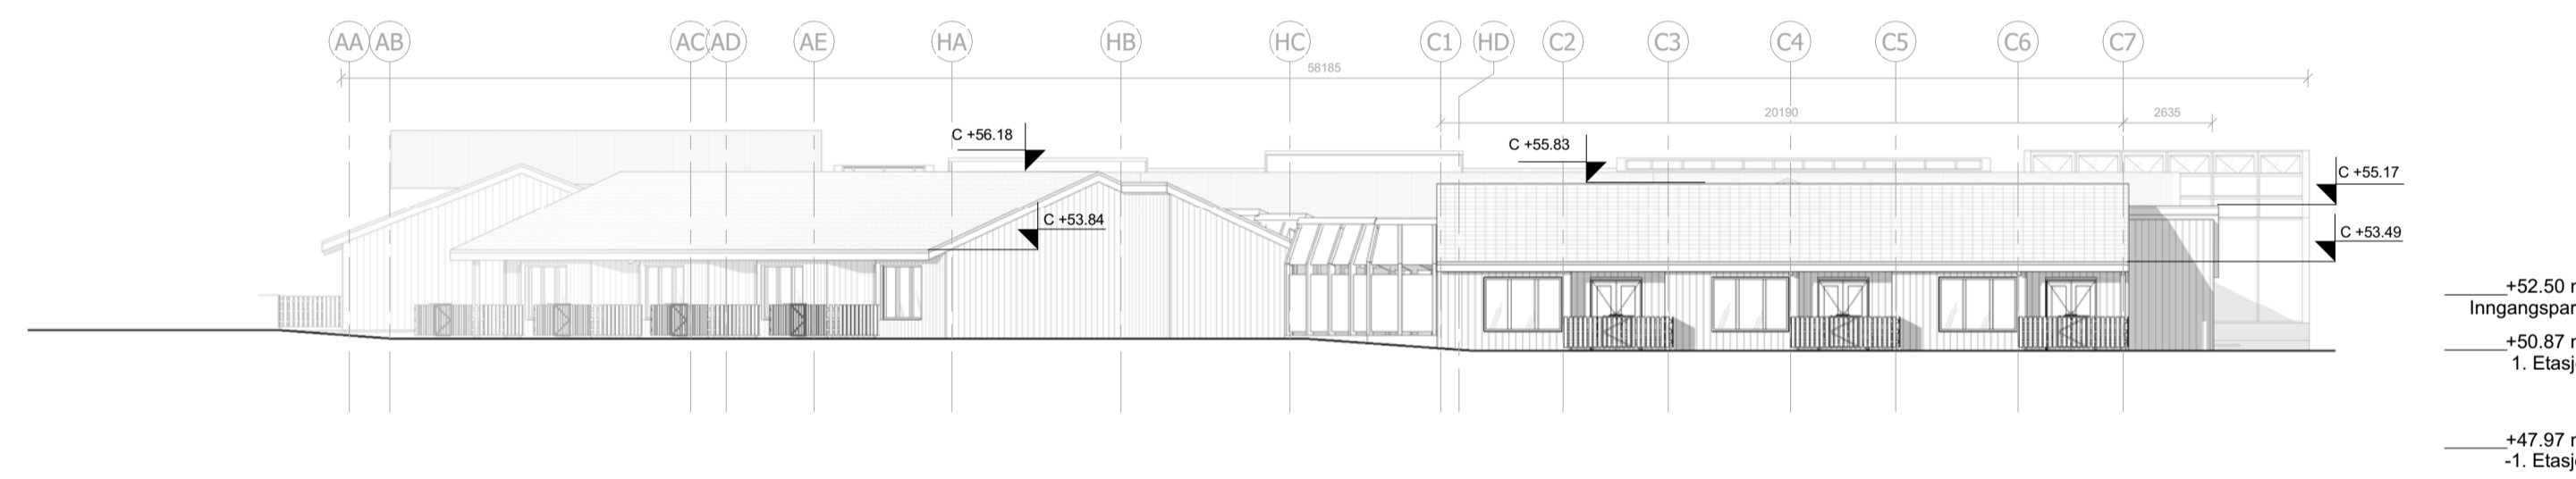 AA AB AC AD AE HA HB HC C1 HD C2 C3 C4 C5 C6 C7
58185
20190 2635
C +56.18
C +55.83
C +55.17
C +53.84
C +53.49
+52.50
Inngangspar
+50.87
1. Etasj
+47.97
-1. Etasj